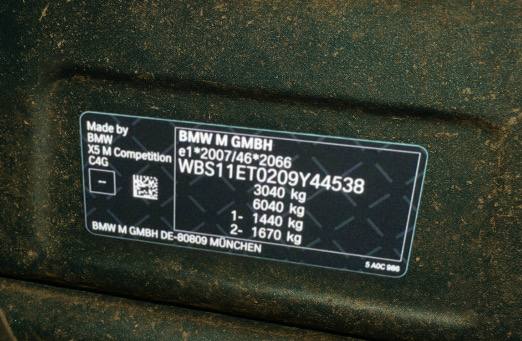 Made by
BMW
X5 M Competition
C4G
–
BMW M GMBH
e1*2007/46*2066
WBS11ET0209Y44538
3040 kg
6040 kg
1- 1440 kg
2- 1670 kg
BMW M GMBH DE-80809 MÜNCHEN
5 A0C 986